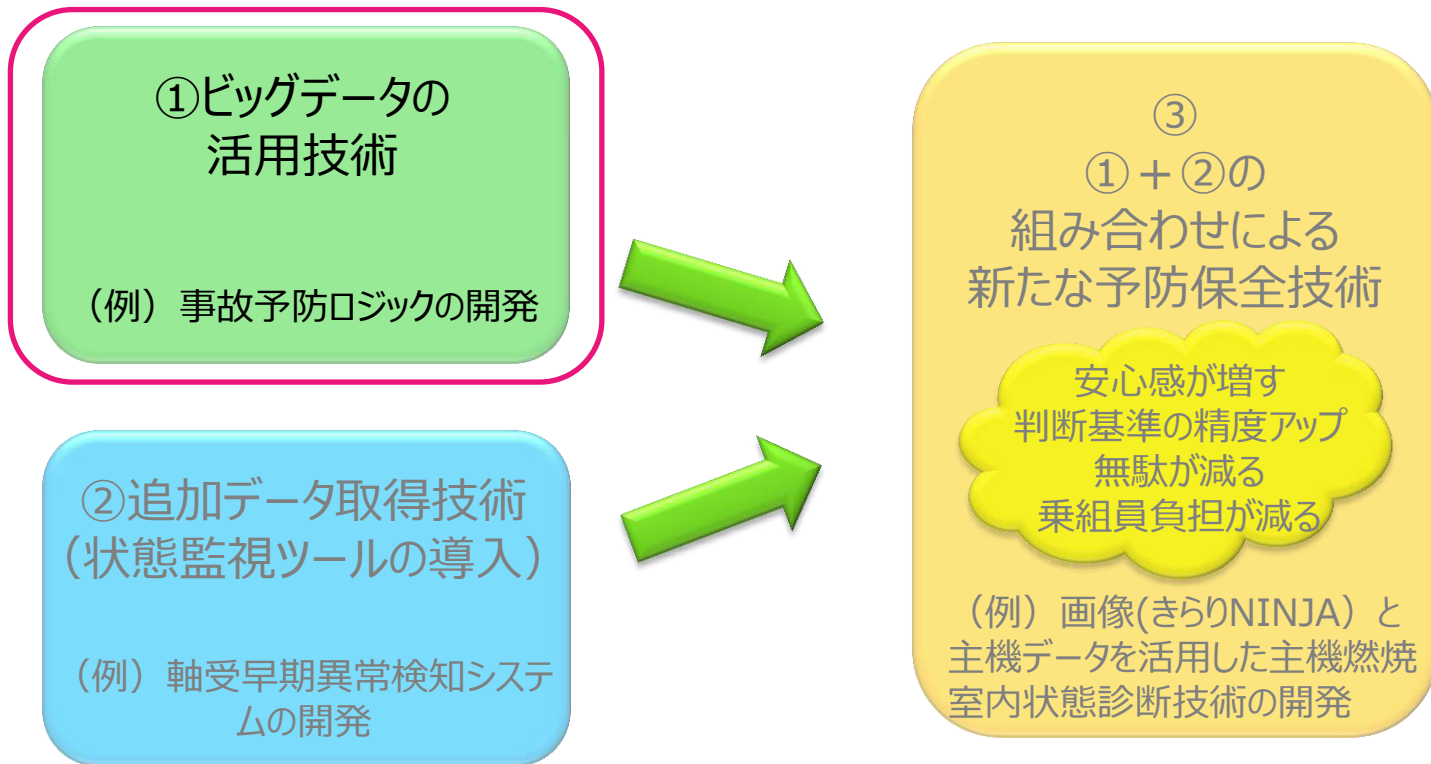 ①ビッグデータの
活用技術
（例）事故予防ロジックの開発
②追加データ取得技術
（状態監視ツールの導入）
（例）軸受早期異常検知システ
ムの開発
③
①＋②の
組み合わせによる
新たな予防保全技術
安心感が増す
判断基準の精度アップ
無駄が減る
乗組員負担が減る
（例）画像(きらりNINJA）と
主機データを活用した主機燃焼
室内状態診断技術の開発